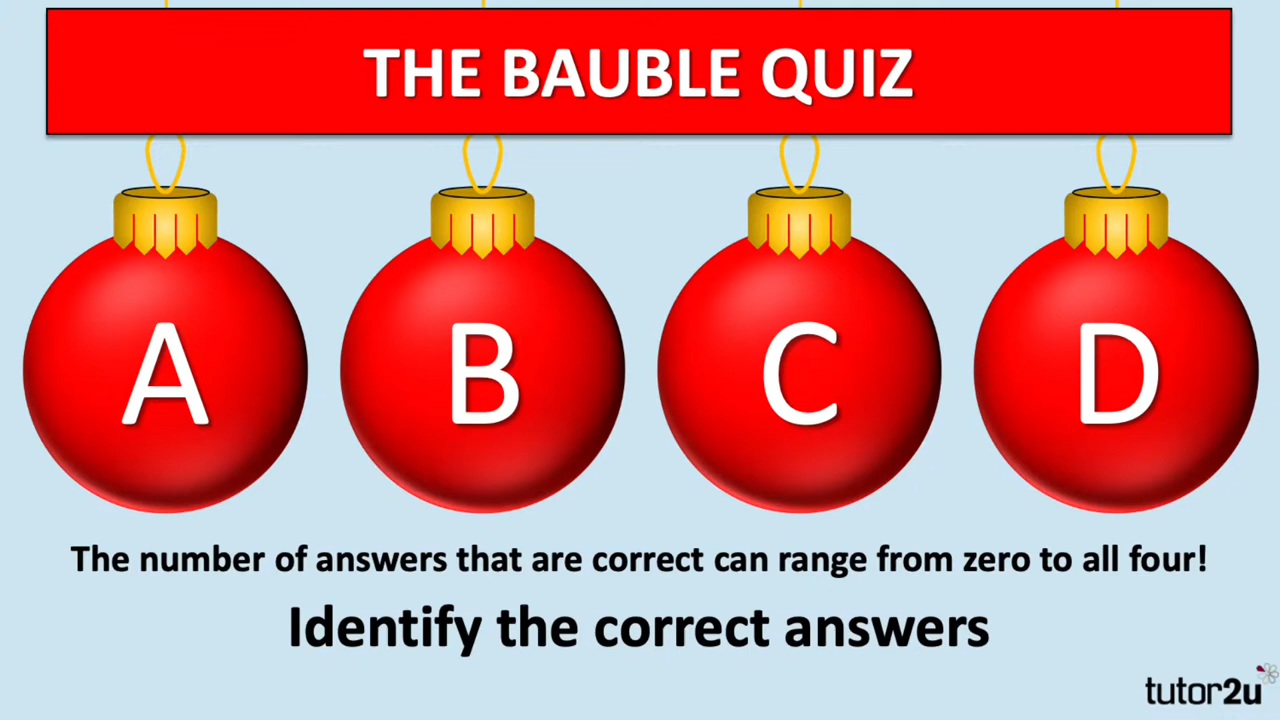 THE BAUBLE QUIZ
A B C D
The number of answers that are correct can range from zero to all four!
Identify the correct answers
tutor2u